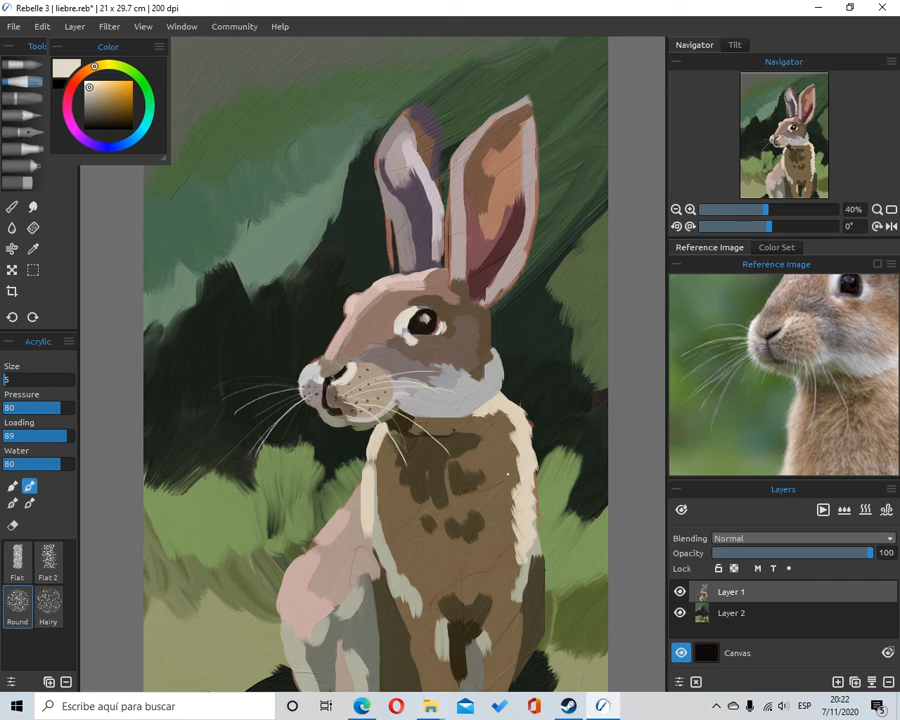 Rebelle 3 | liebre.reb* | 21 x 29.7 cm | 200 dpi
File Edit Layer Filter View Window Community Help
Tools
Color
Navigator Tilt
Navigator
40%
0°
Reference Image Color Set
Reference Image
Acrylic
Size
5
Pressure
80
Loading
89
Water
80
Flat Flat 2
Round Hairy
Layers
Blending Normal
Opacity 100
Lock M T
Layer 1
Layer 2
Canvas
Escribe aquí para buscar
ESP
20:22
7/11/2020
5